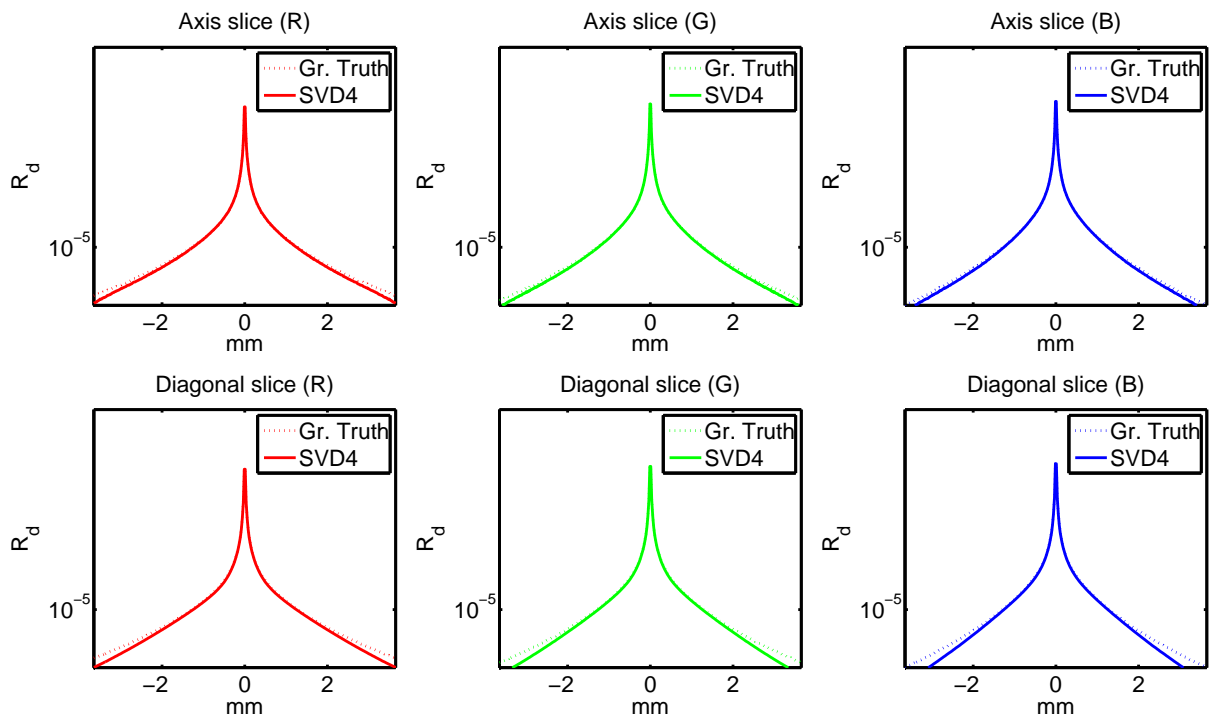 Axis slice (R)
Gr. Truth
SVD4
R_d
10^−5
−2 0 2
mm
Axis slice (G)
Gr. Truth
SVD4
R_d
10^−5
−2 0 2
mm
Axis slice (B)
Gr. Truth
SVD4
R_d
10^−5
−2 0 2
mm
Diagonal slice (R)
Gr. Truth
SVD4
R_d
10^−5
−2 0 2
mm
Diagonal slice (G)
Gr. Truth
SVD4
R_d
10^−5
−2 0 2
mm
Diagonal slice (B)
Gr. Truth
SVD4
R_d
10^−5
−2 0 2
mm